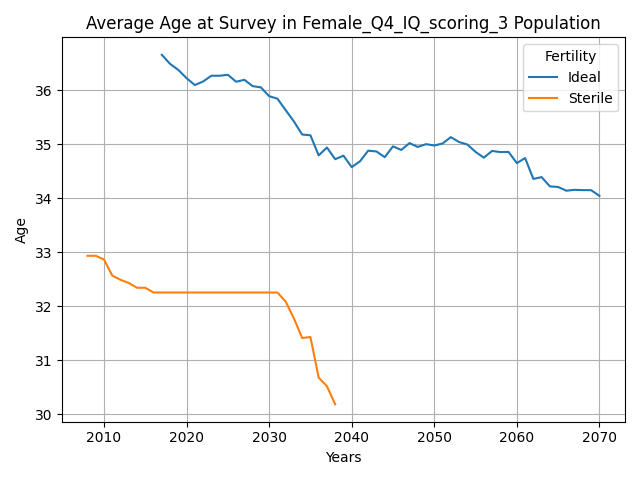 Average Age at Survey in Female_Q4_IQ_scoring_3 Population
Fertility
Ideal
Sterile
Age
36
35
34
33
32
31
30
2010 2020 2030 2040 2050 2060 2070
Years